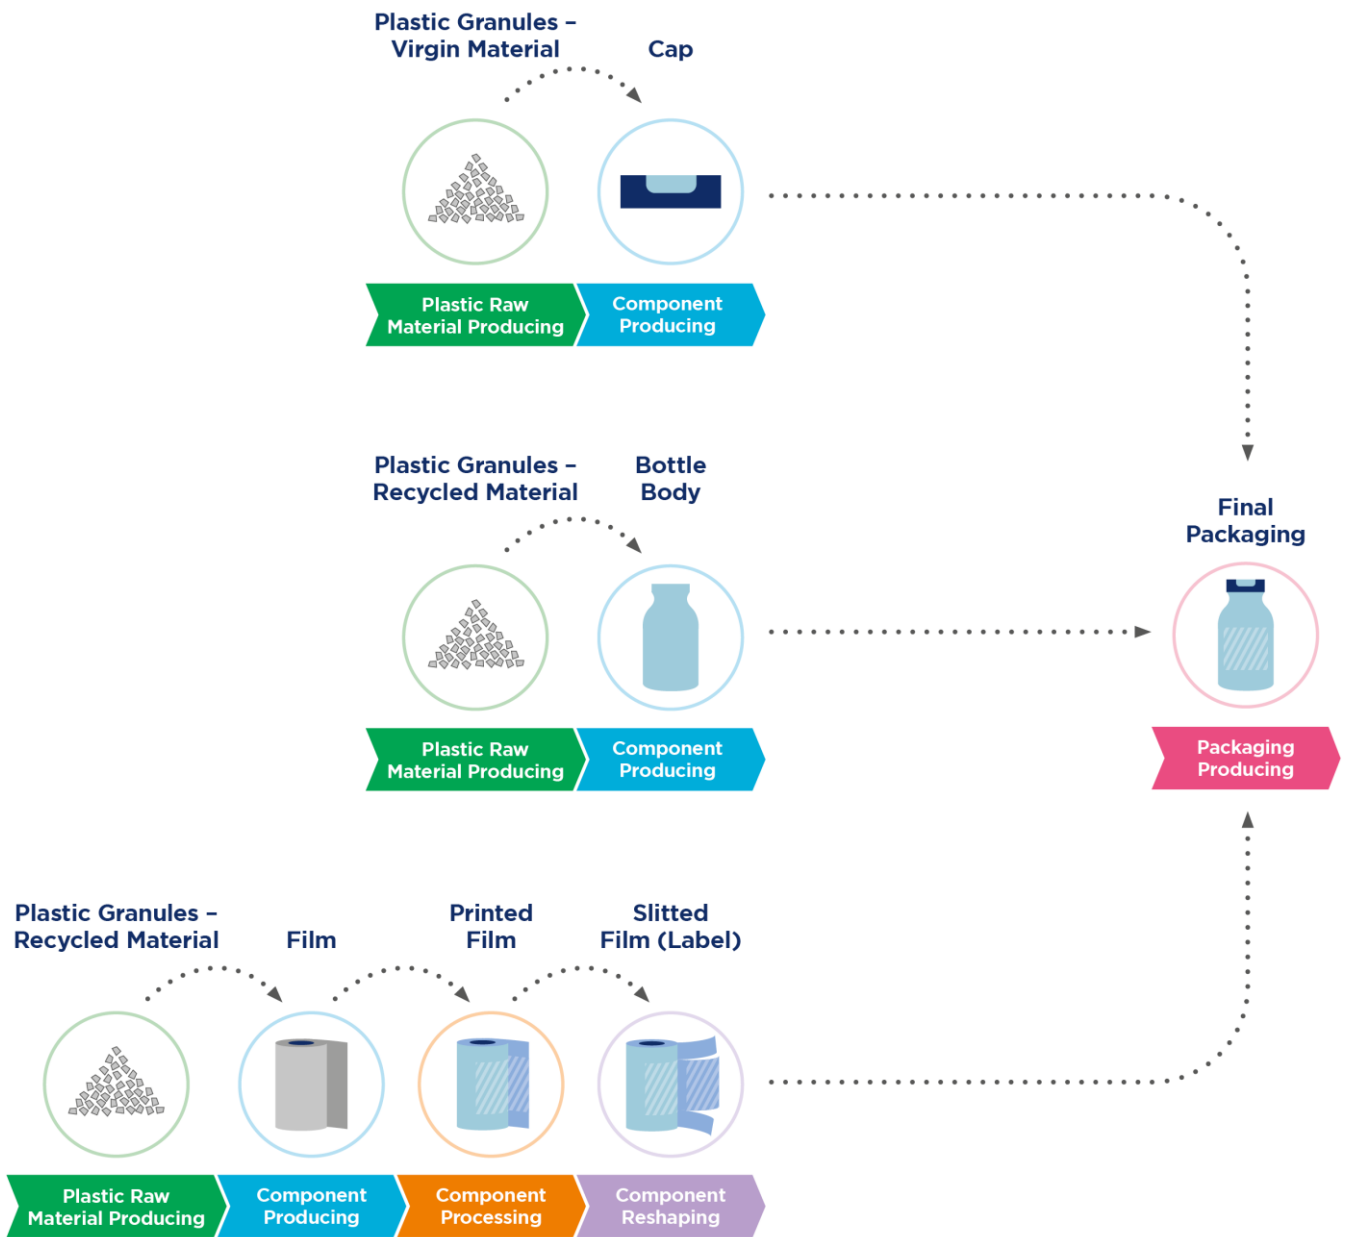 Plastic Granules –
Virgin Material
Cap
Plastic Raw
Material Producing
Component
Producing
Plastic Granules –
Recycled Material
Bottle
Body
Plastic Raw
Material Producing
Component
Producing
Final
Packaging
Packaging
Producing
Plastic Granules –
Recycled Material
Film
Printed
Film
Slitted
Film (Label)
Plastic Raw
Material Producing
Component
Producing
Component
Processing
Component
Reshaping